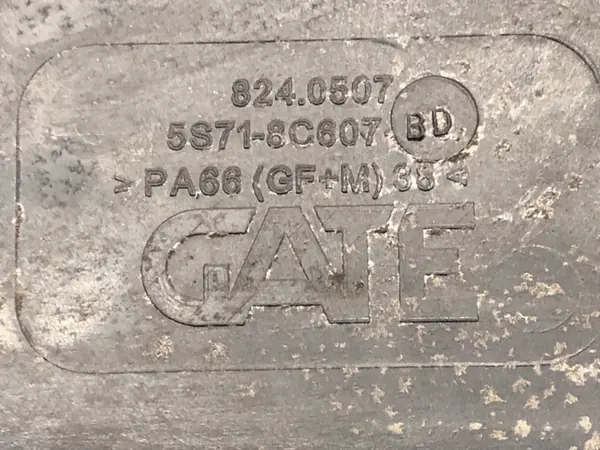 824.0507
5S71-8C607 BD
>PA66 (GF+M) 38<
GATE